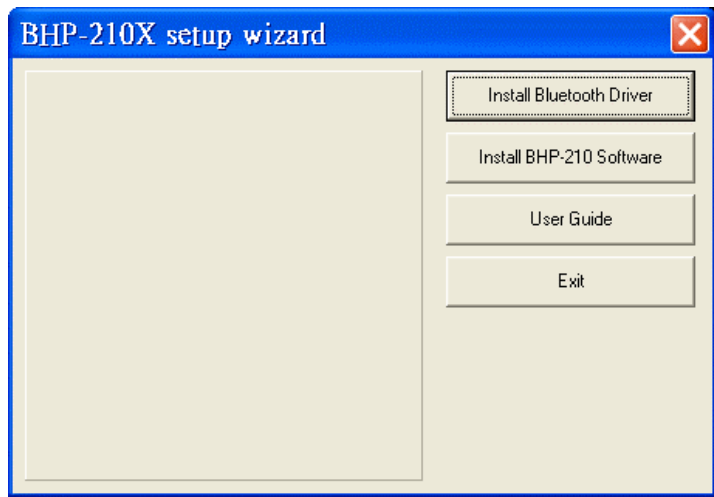 BHP-210X setup wizard
Install Bluetooth Driver
Install BHP-210 Software
User Guide
Exit